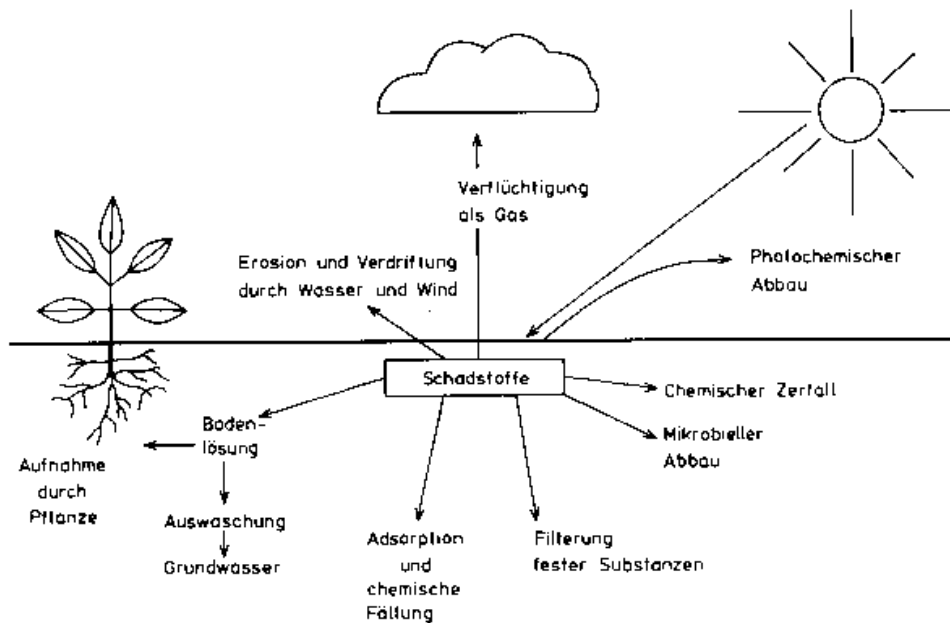 Verflüchtigung
als Gas
Erosion und Verdriftung
durch Wasser und Wind
Photochemischer
Abbau
Schadstoffe
Chemischer Zerfall
Mikrobieller
Abbau
Boden-
lösung
Aufnahme
durch
Pflanze
Auswaschung
Grundwasser
Adsorption
und
chemische
Fällung
Filterung
fester Substanzen